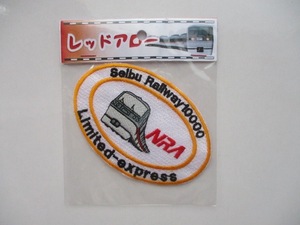 レッドアロー
Seibu Railway10000
NRA
Limited-express